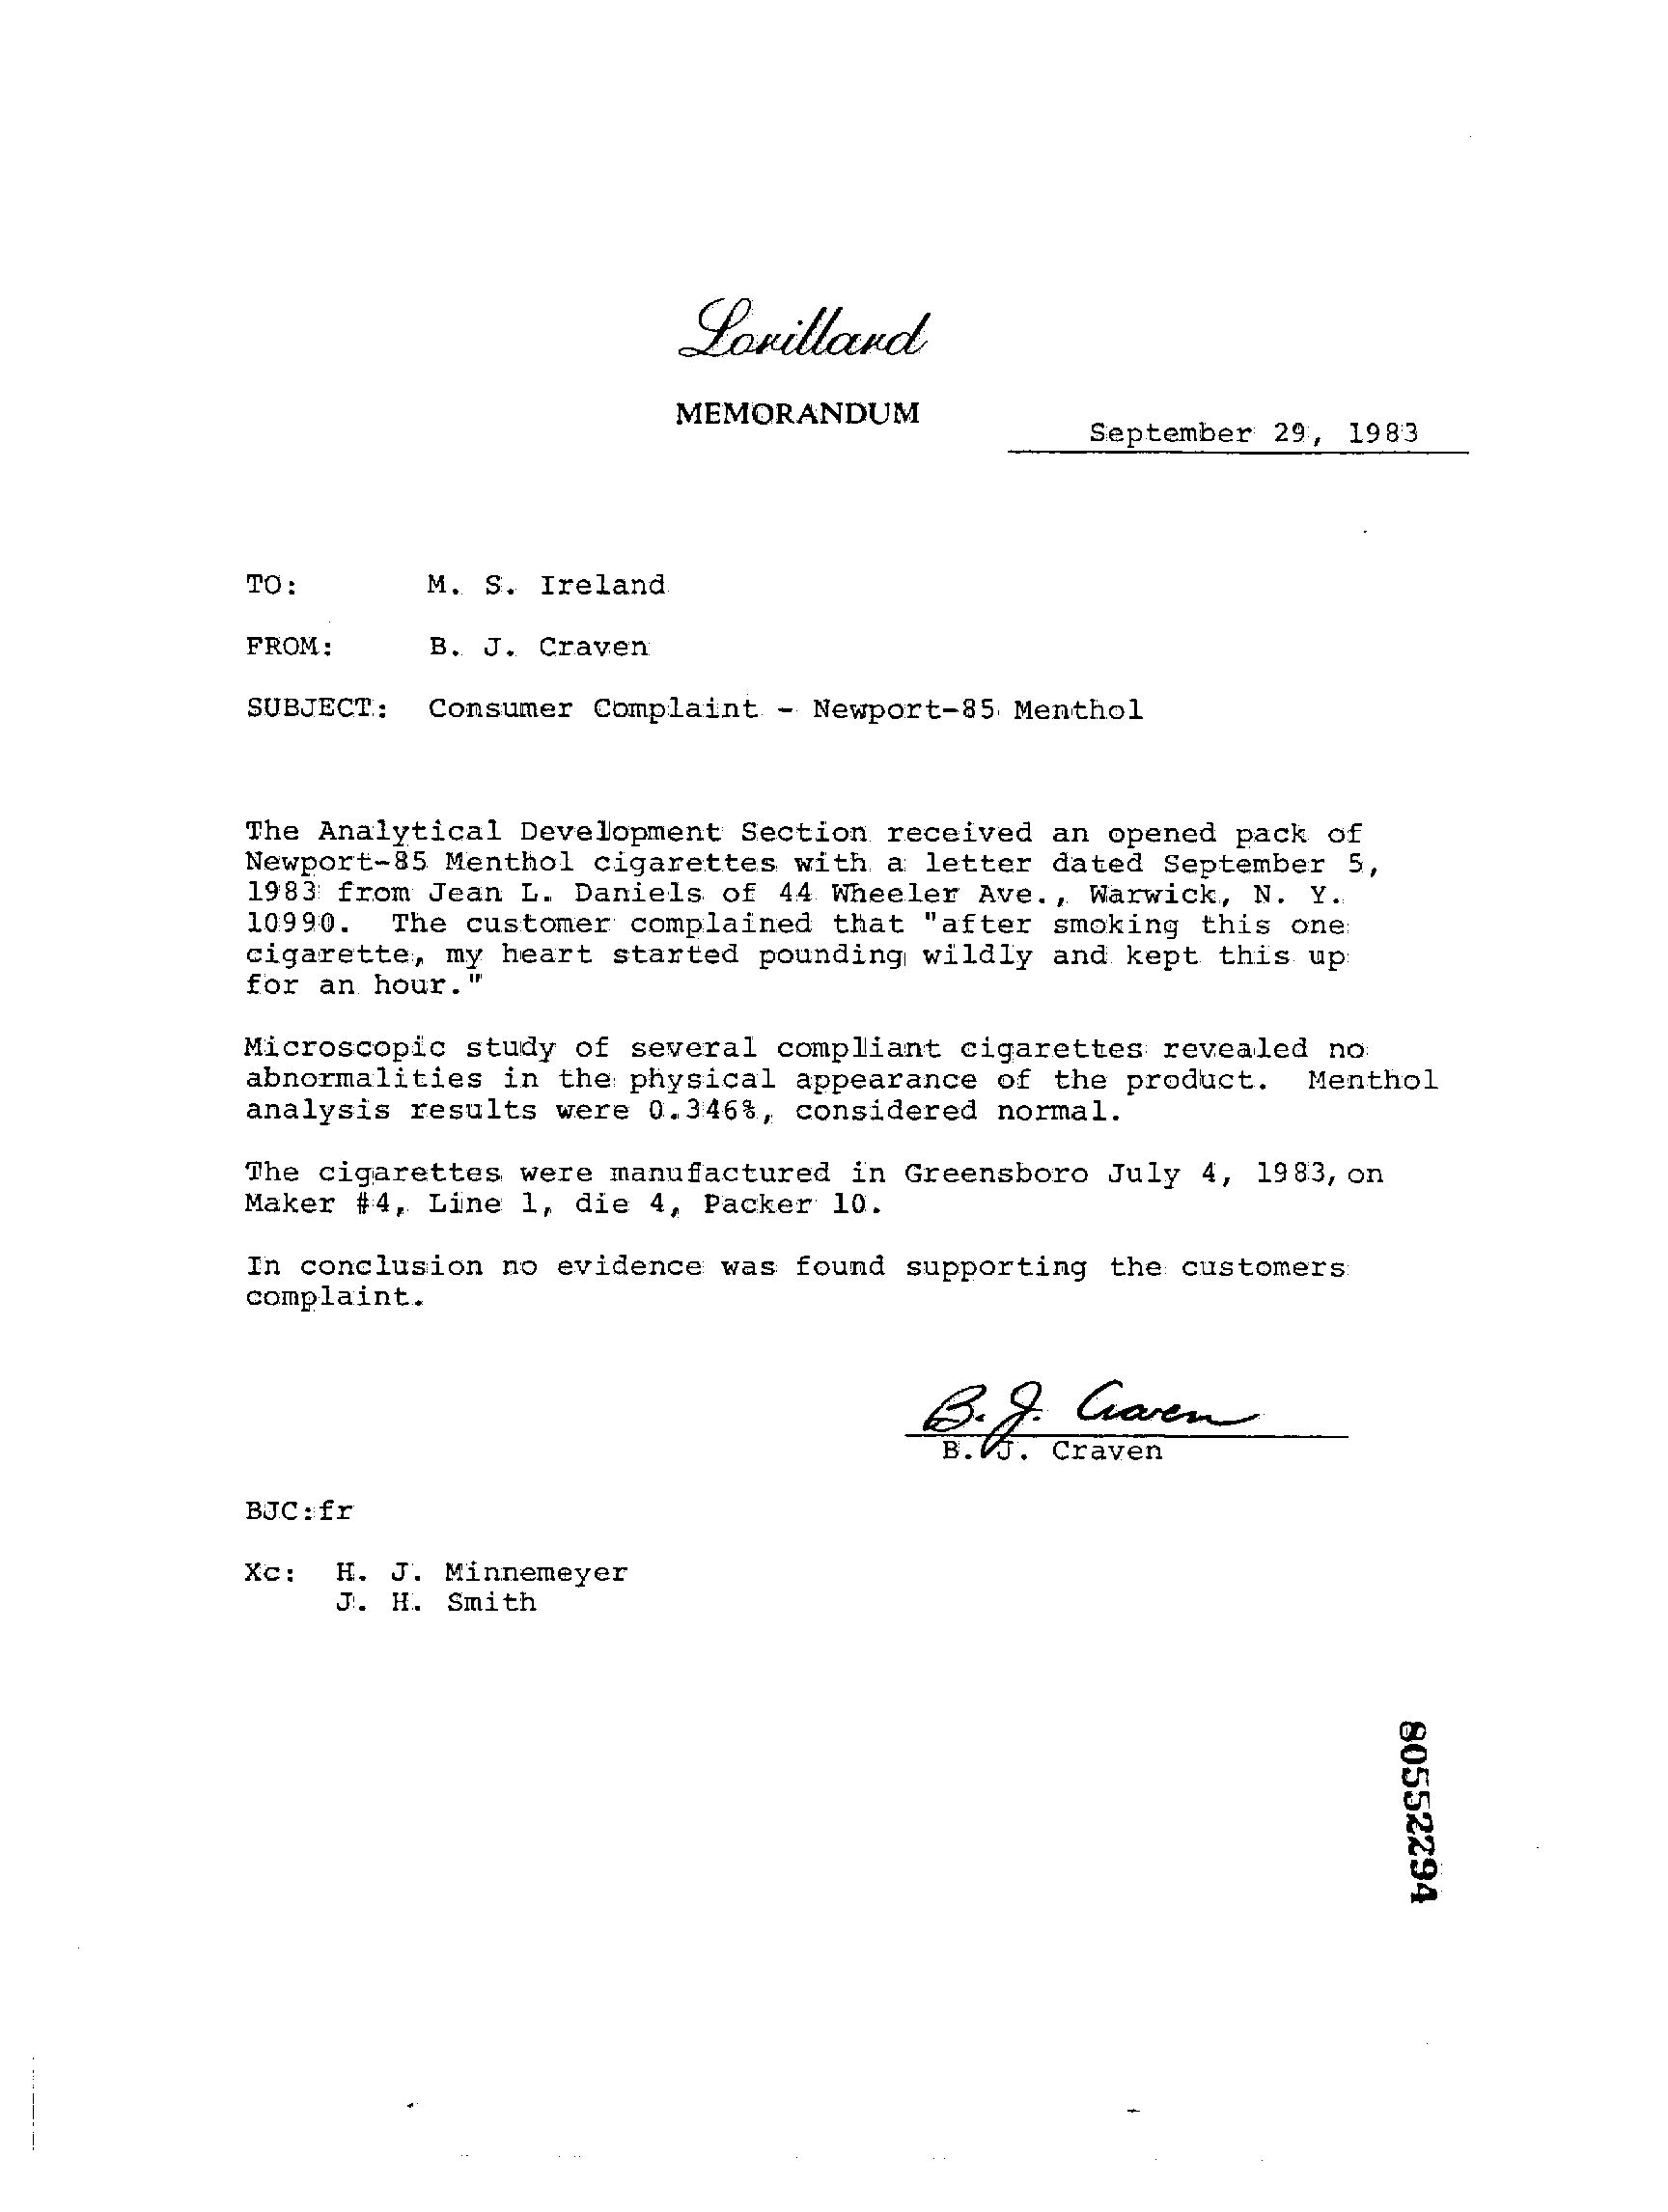 Lorillard
MEMORANDUM
September 29, 1983
TO: M. S. Ireland
FROM: B. J. Craven
SUBJECT: Consumer Complaint - Newport-85 Menthol
The Analytical Development Section received an opened pack of
Newport-85 Menthol cigarettes with a letter dated September 5,
1983 from Jean L. Daniels of 44 Wheeler Ave., Warwick, N. Y.
10990. The customer complained that "after smoking this one
cigarette, my heart started pounding wildly and kept this up
for an hour."
Microscopic study of several compliant cigarettes revealed no
abnormalities in the physical appearance of the product. Menthol
analysis results were 0.346%, considered normal.
The cigarettes were manufactured in Greensboro July 4, 1983, on
Maker #4, Line 1, die 4, Packer 10.
In conclusion no evidence was found supporting the customers
complaint.
B. J. Craven
B. J. Craven
BJC:fr
Xc: H. J. Minnemeyer
J. H. Smith
80552294